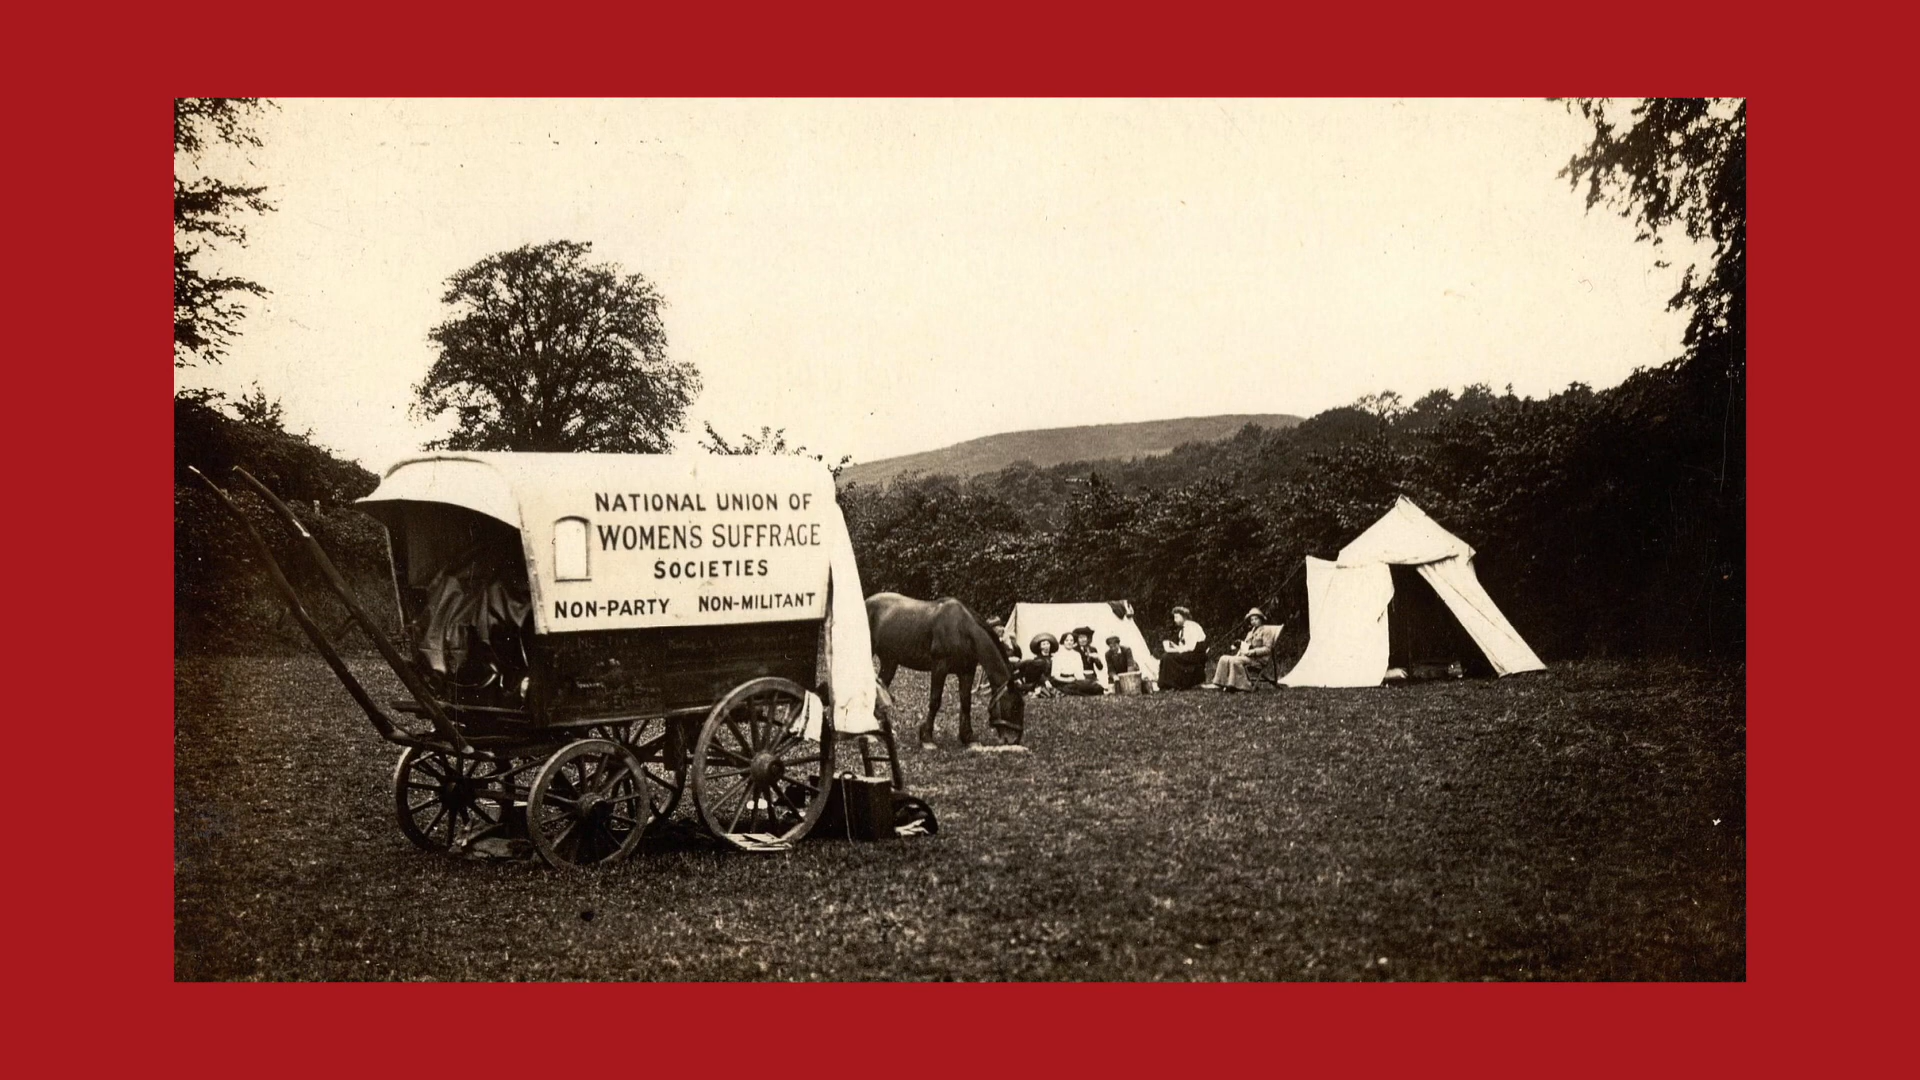 NATIONAL UNION OF
WOMENS SUFFRAGE
SOCIETIES
NON-PARTY NON-MILITANT